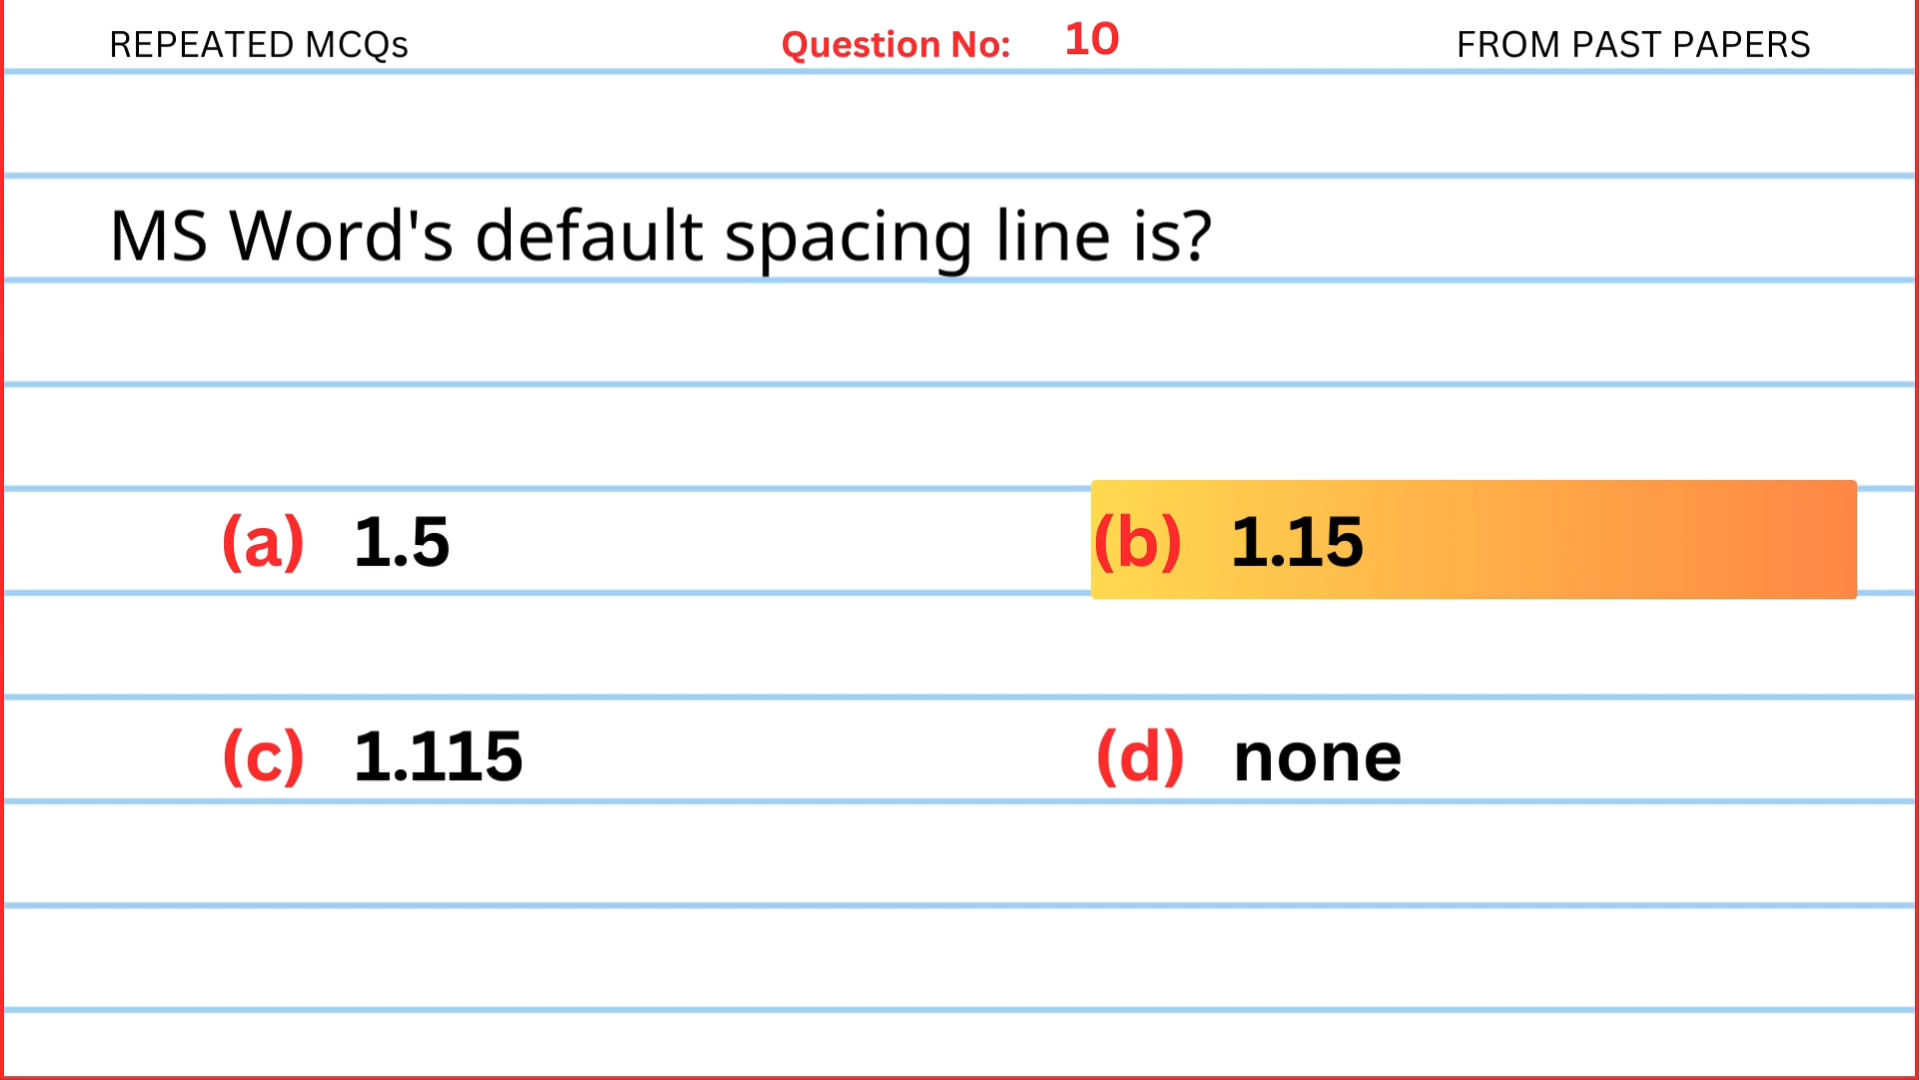 REPEATED MCQs Question No: 10 FROM PAST PAPERS
MS Word's default spacing line is?
(a) 1.5 (b) 1.15
(c) 1.115 (d) none